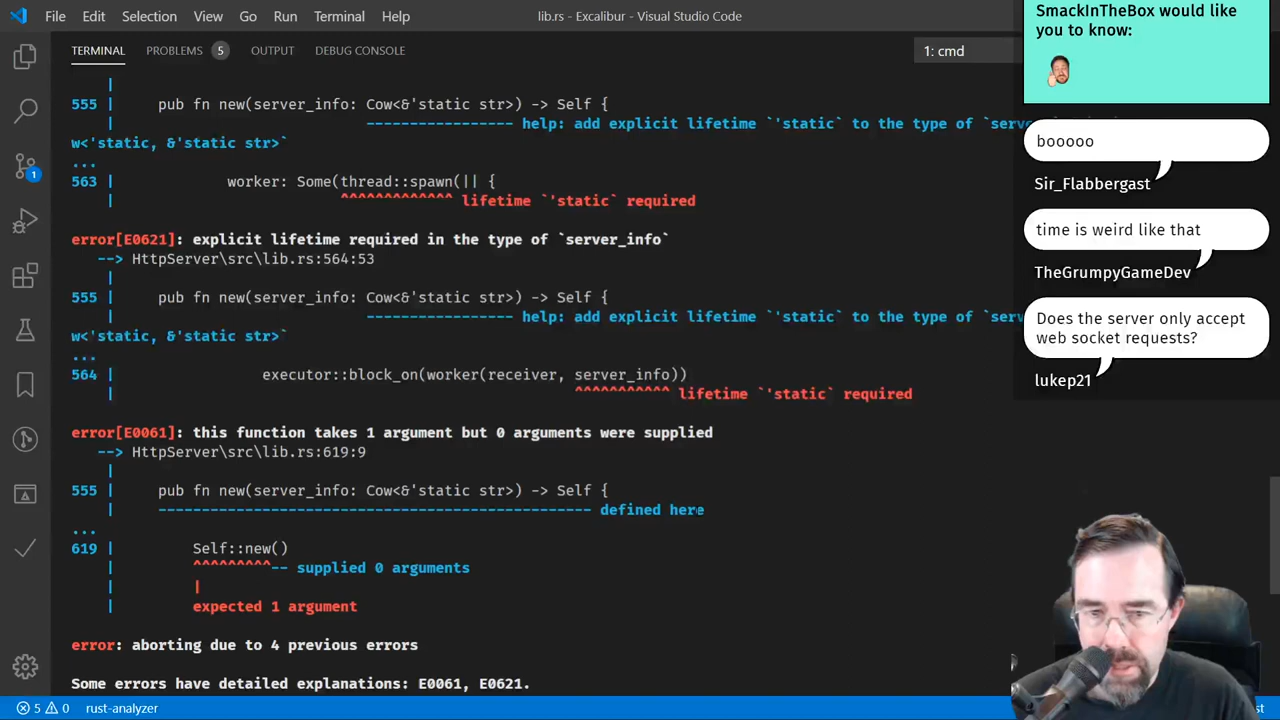 File Edit Selection View Go Run Terminal Help
lib.rs - Excalibur - Visual Studio Code
TERMINAL PROBLEMS 5 OUTPUT DEBUG CONSOLE
1: cmd
|
555 | pub fn new(server_info: Cow<&'static str>) -> Self {
| ----------------- help: add explicit lifetime `'static` to the type of `serv
w<'static, &'static str>`
...
563 | worker: Some(thread::spawn(|| {
| ^^^^^^^^^^^^^ lifetime `'static` required
error[E0621]: explicit lifetime required in the type of `server_info`
--> HttpServer\src\lib.rs:564:53
|
555 | pub fn new(server_info: Cow<&'static str>) -> Self {
| ----------------- help: add explicit lifetime `'static` to the type of `serv
w<'static, &'static str>`
...
564 | executor::block_on(worker(receiver, server_info))
| ^^^^^^^^^^^ lifetime `'static` required
error[E0061]: this function takes 1 argument but 0 arguments were supplied
--> HttpServer\src\lib.rs:619:9
|
555 | pub fn new(server_info: Cow<&'static str>) -> Self {
| -------------------------------------------------- defined here
...
619 | Self::new()
| ^^^^^^^^^-- supplied 0 arguments
| |
| expected 1 argument
error: aborting due to 4 previous errors
Some errors have detailed explanations: E0061, E0621.
1
5 0 rust-analyzer
SmackInTheBox would like
you to know:
booooo
Sir_Flabbergast
time is weird like that
TheGrumpyGameDev
Does the server only accept
web socket requests?
lukep21